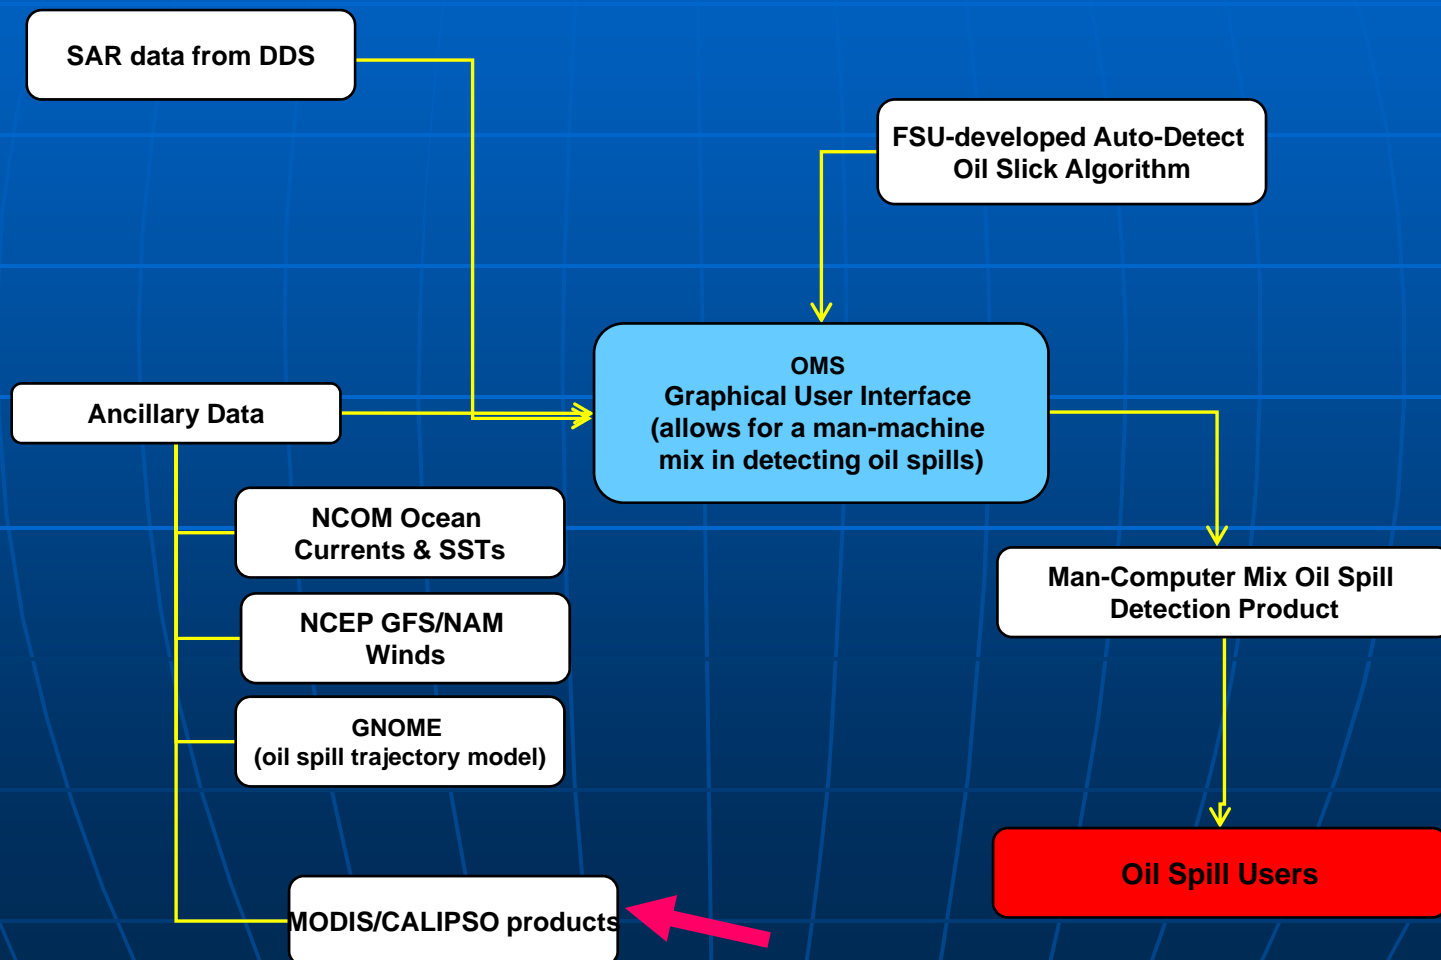 SAR data from DDS
FSU-developed Auto-Detect
Oil Slick Algorithm
OMS
Graphical User Interface
(allows for a man-machine
mix in detecting oil spills)
Ancillary Data
NCOM Ocean
Currents & SSTs
NCEP GFS/NAM
Winds
GNOME
(oil spill trajectory model)
MODIS/CALIPSO products
Man-Computer Mix Oil Spill
Detection Product
Oil Spill Users